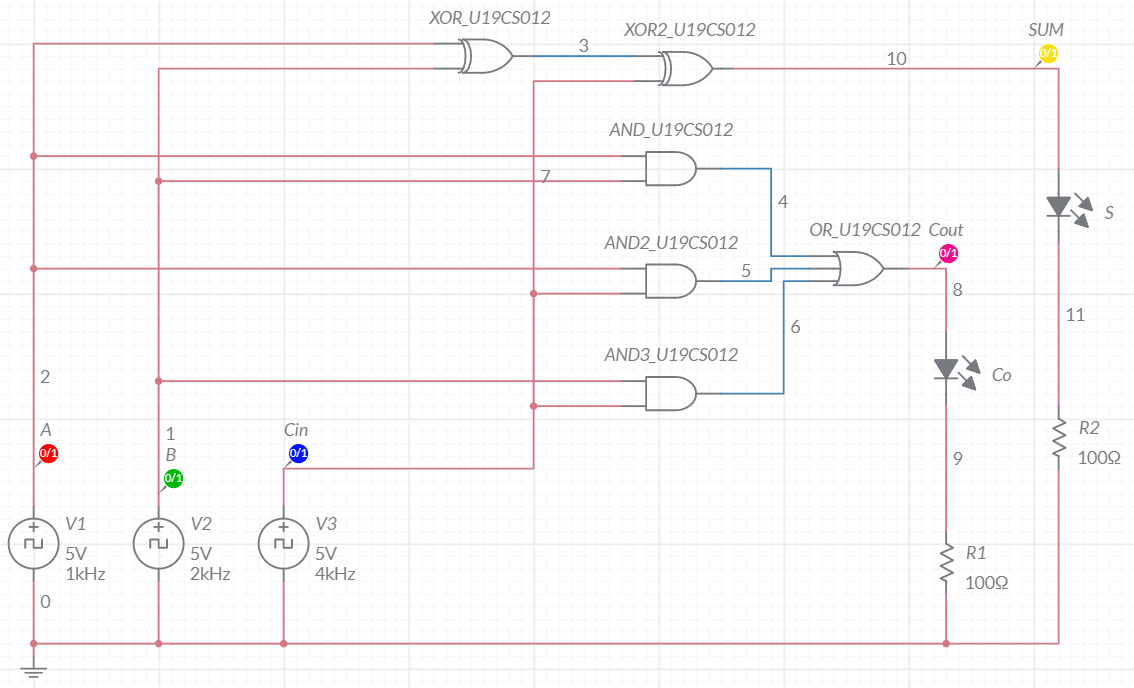 XOR_U19CS012
XOR2_U19CS012
SUM
3
10
0/1
AND_U19CS012
7
4
AND2_U19CS012
OR_U19CS012
Cout
0/1
S
5
8
6
11
AND3_U19CS012
2
Co
A
0/1
1
B
0/1
Cin
0/1
9
R2
100Ω
V1
5V
1kHz
V2
5V
2kHz
V3
5V
4kHz
R1
100Ω
0